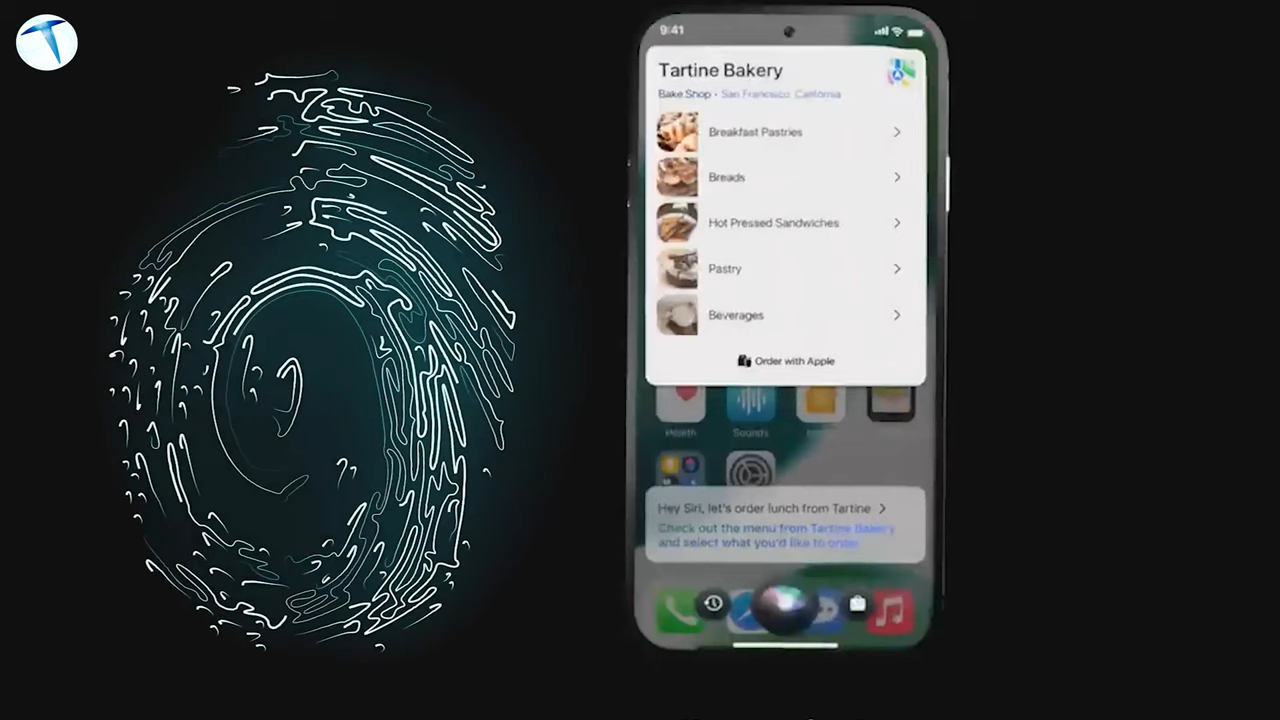 9:41
Tartine Bakery
Bake Shop • San Francisco, California
Breakfast Pastries
Breads
Hot Pressed Sandwiches
Pastry
Beverages
Order with Apple
Health
Sounds
Hey Siri, let's order lunch from Tartine
Check out the menu from Tartine Bakery
and select what you'd like to order